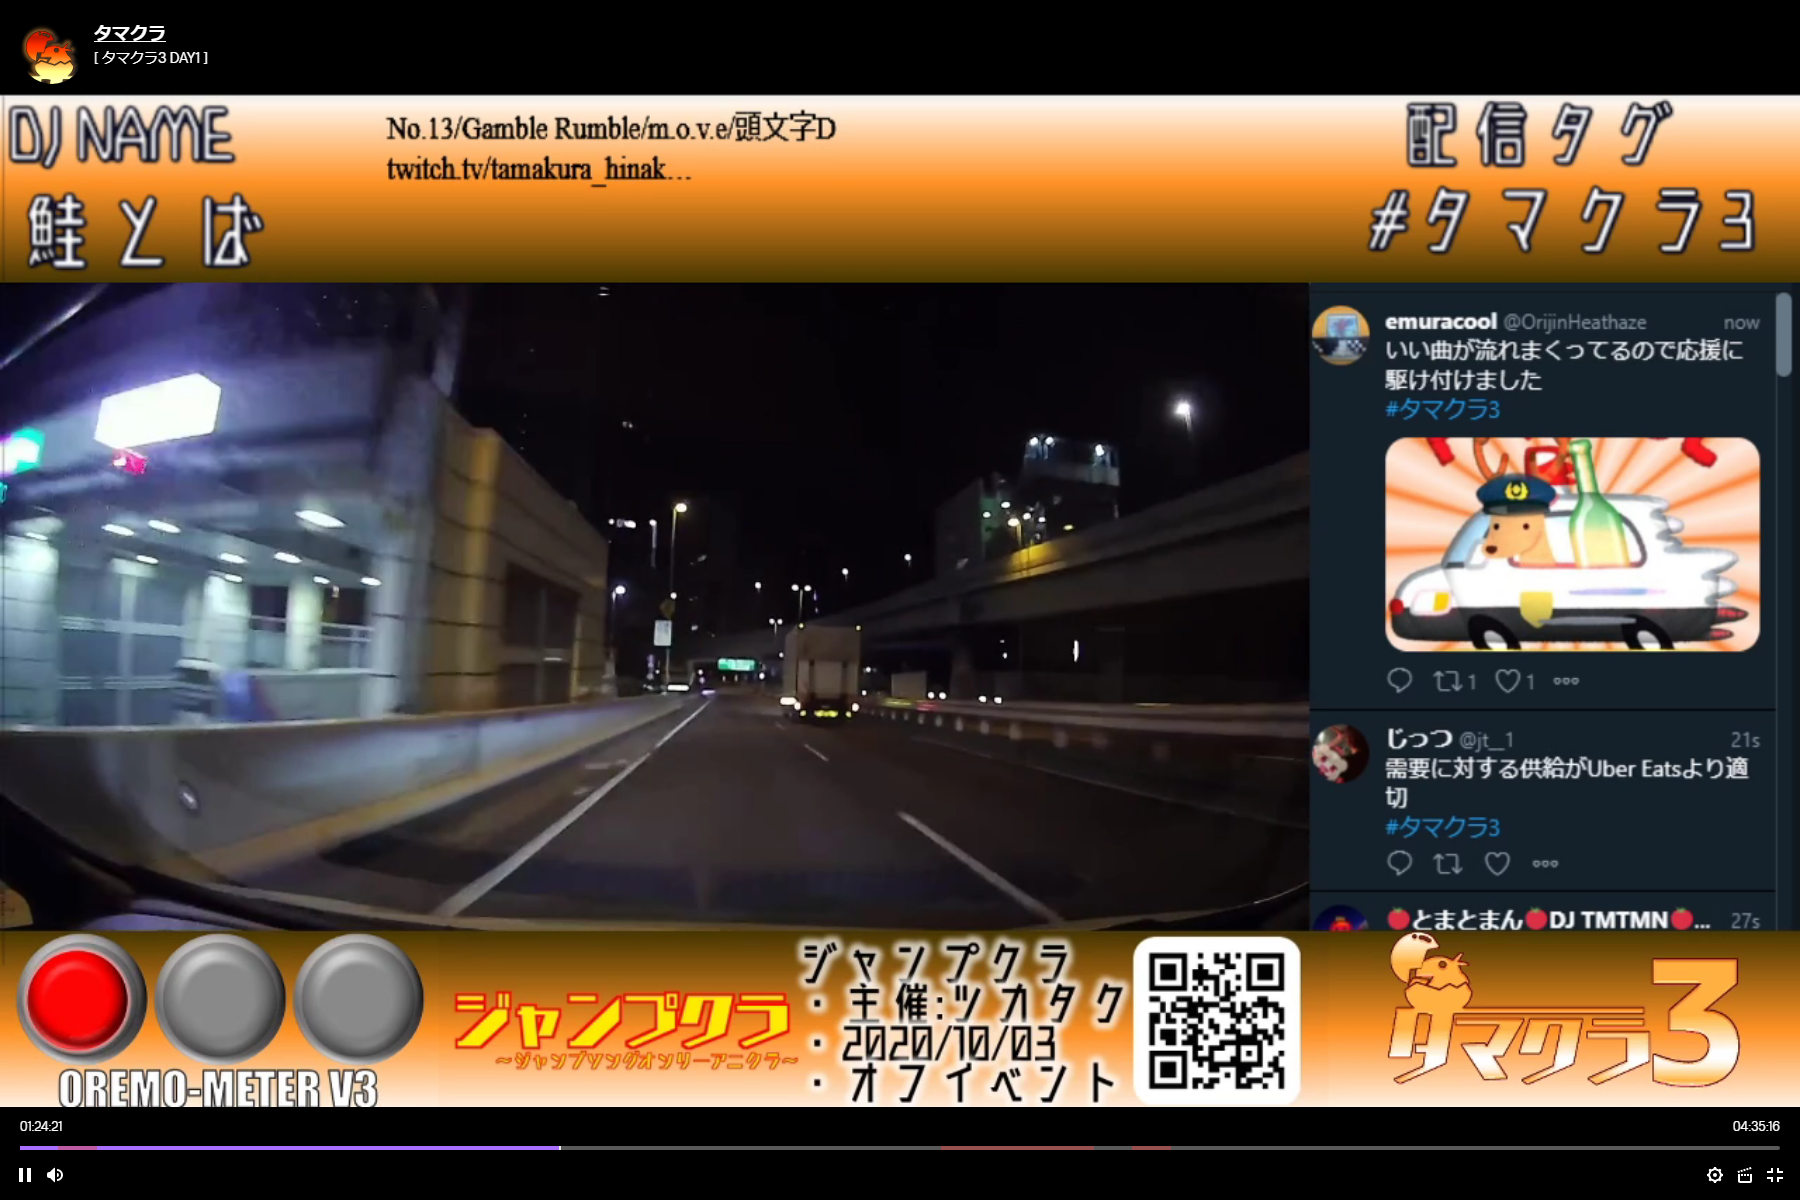 タマクラ
[ タマクラ3 DAY1 ]
DJ NAME
鮭とば
No.13/Gamble Rumble/m.o.v.e/頭文字D
twitch.tv/tamakura_hinak...
配信タグ
#タマクラ3
emuracool @OrijinHeathaze now
いい曲が流れまくってるので応援に
駆け付けました
#タマクラ3
1 1
じっつ @jt__1 21s
需要に対する供給がUber Eatsより適
切
#タマクラ3
🍅とまとまん🍅DJ TMTMN🍅... 27s
OREMO-METER V3
ジャンプクラ
～ジャンプソングオンリーアニクラ～
ジャンプクラ
・主催:ツオタク
・2020/10/03
・オフイベント
タマクラ3
01:24:21
04:35:16